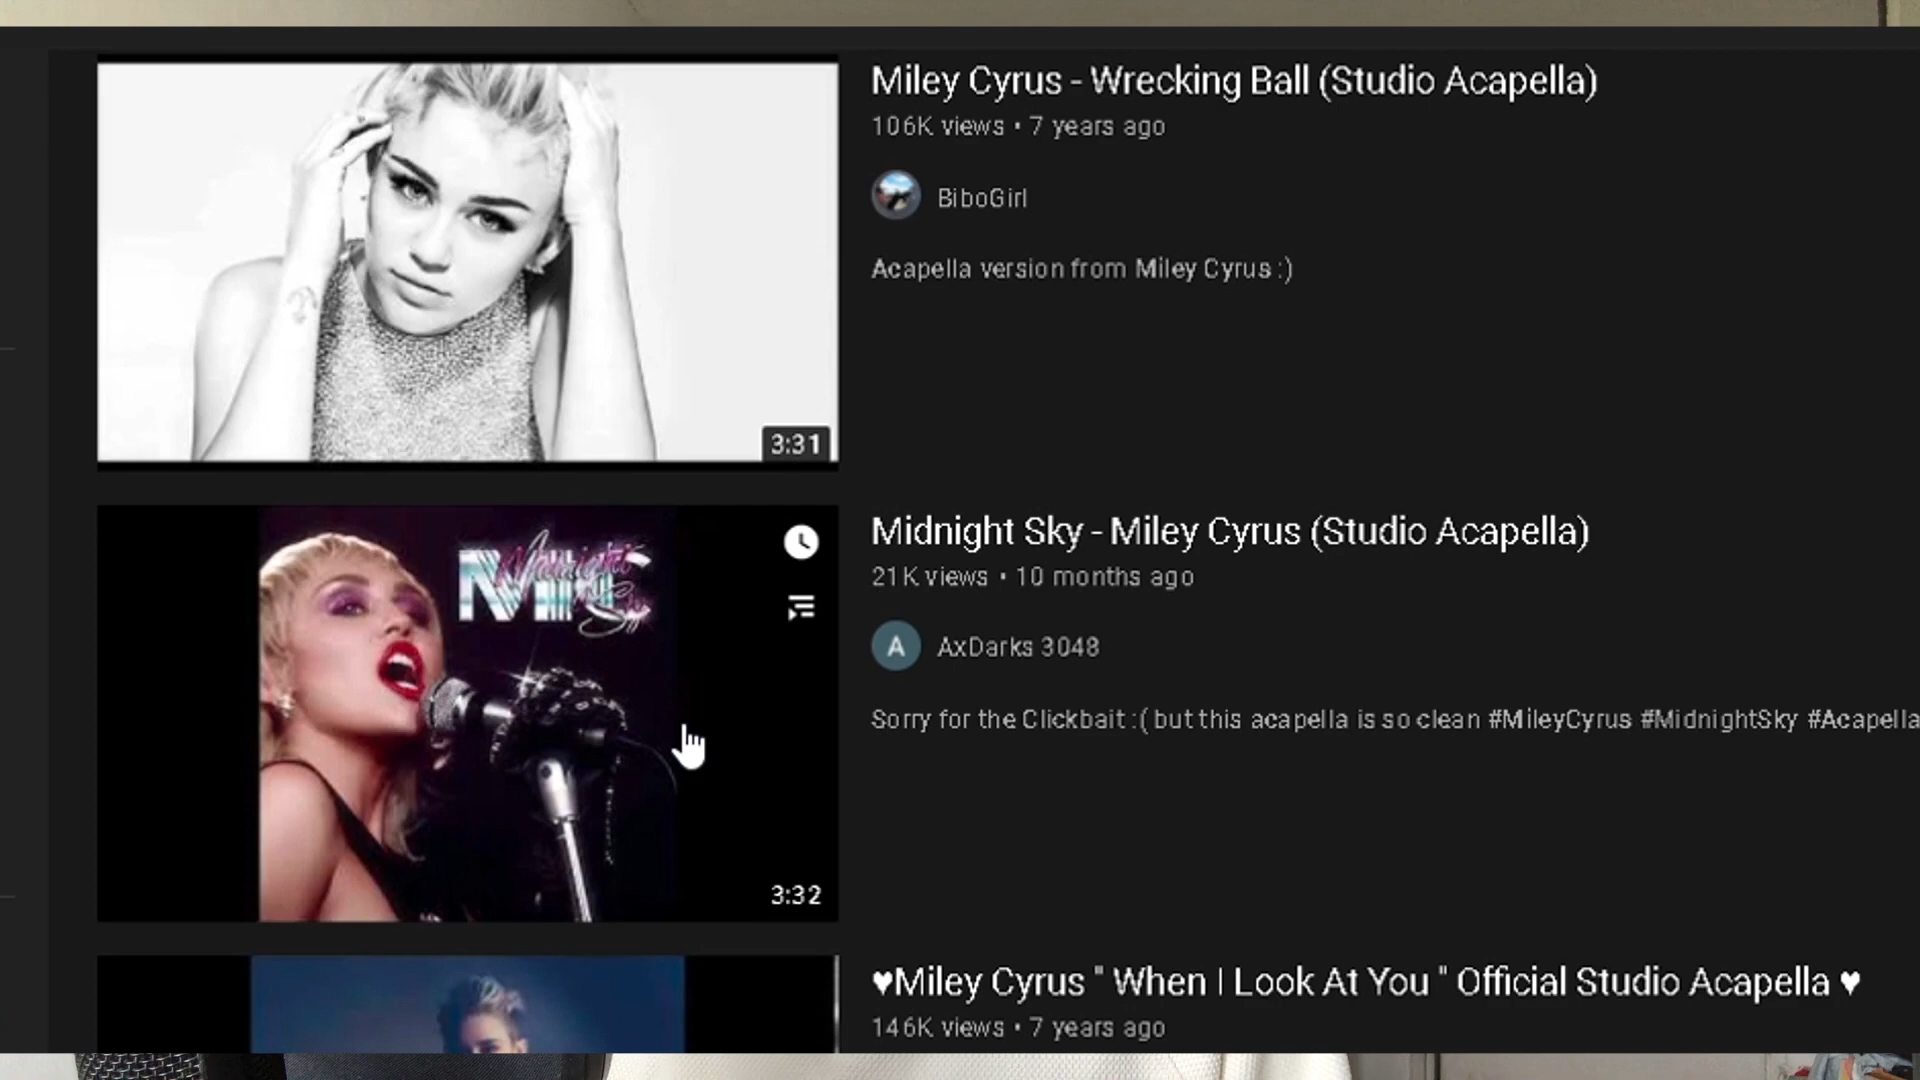 Miley Cyrus - Wrecking Ball (Studio Acapella)
106K views • 7 years ago
BiboGirl
Acapella version from Miley Cyrus :)
3:31
Midnight Sky - Miley Cyrus (Studio Acapella)
21K views • 10 months ago
A
AxDarks 3048
Sorry for the Clickbait :( but this acapella is so clean #MileyCyrus #MidnightSky #Acapella
Midnight
Sky
3:32
♥Miley Cyrus " When I Look At You " Official Studio Acapella ♥
146K views • 7 years ago